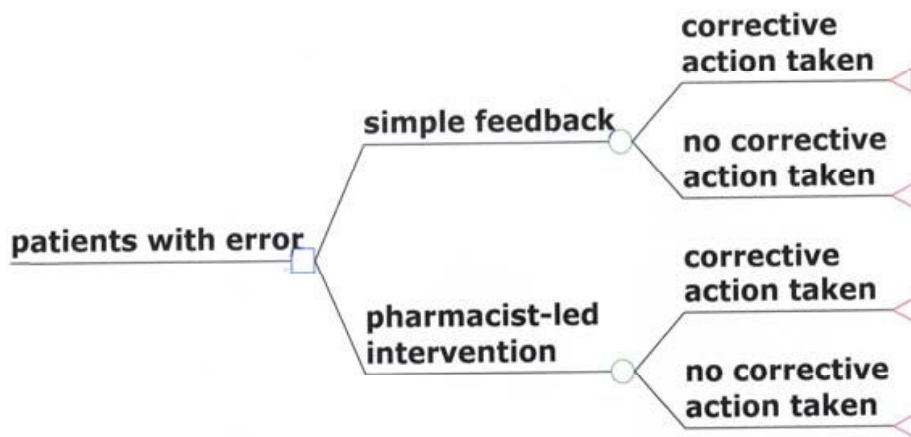 corrective
action taken
simple feedback
no corrective
action taken
patients with error
corrective
action taken
pharmacist-led
intervention
no corrective
action taken